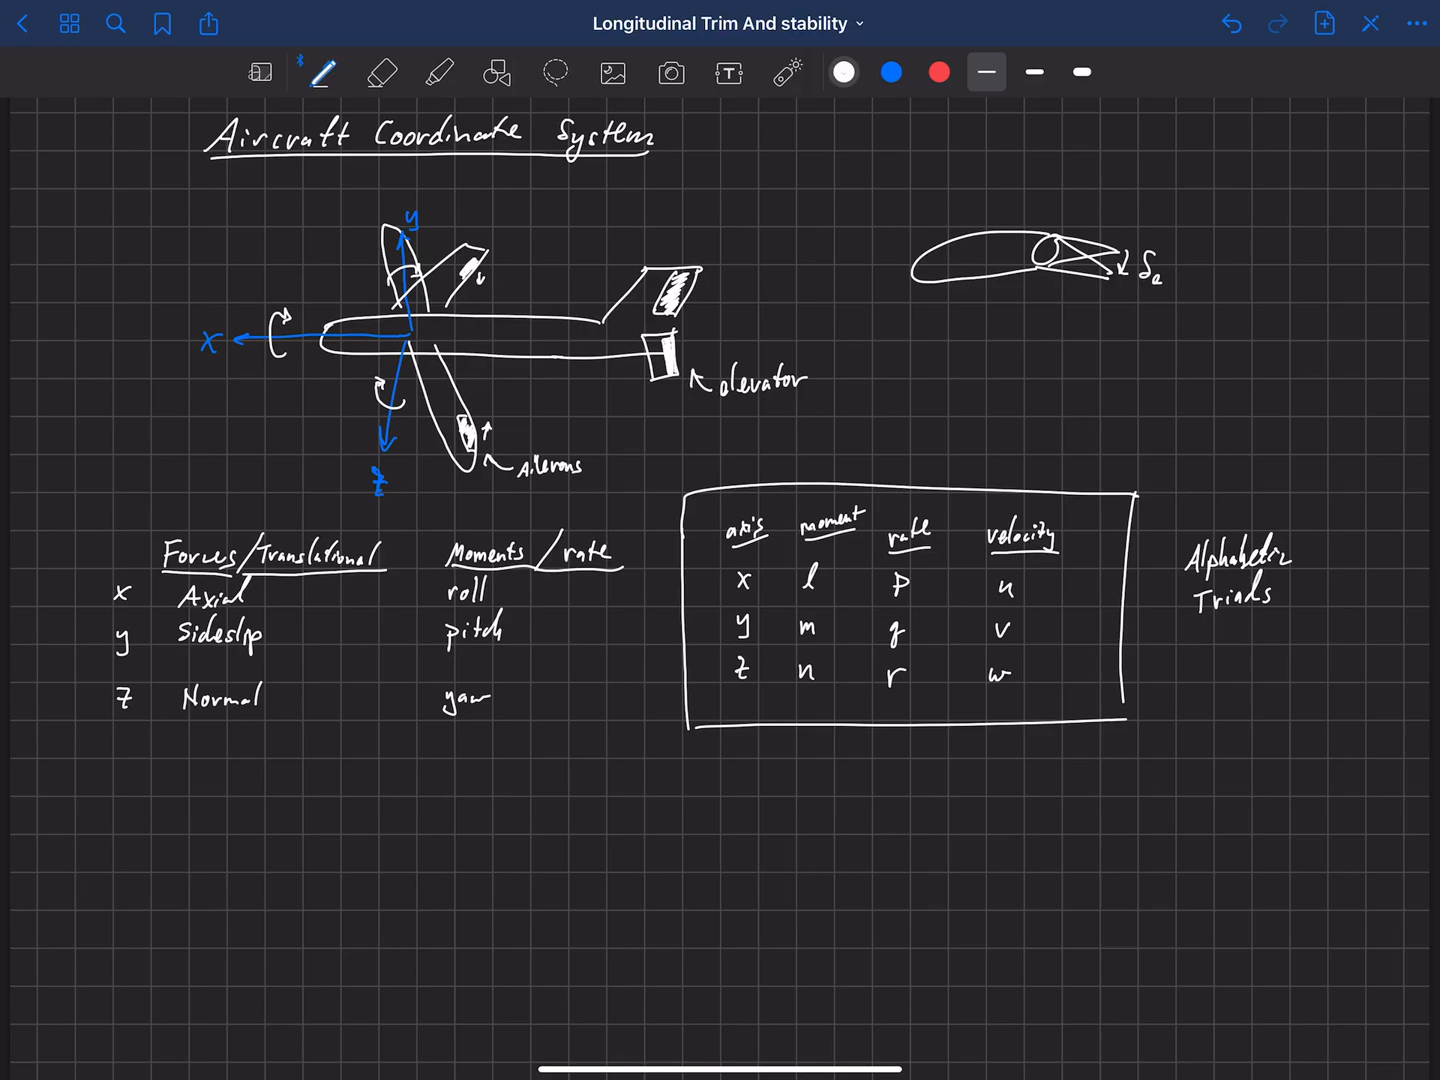 Longitudinal Trim And stability
Aircraft Coordinate System
y
x
z
δe
elevator
Ailerons
Forces/Translational Moments/rate
x Axial roll
y Sideslip pitch
z Normal yaw
axis moment rate velocity
x l p u
y m q v
z n r w
Alphabetic
Triads